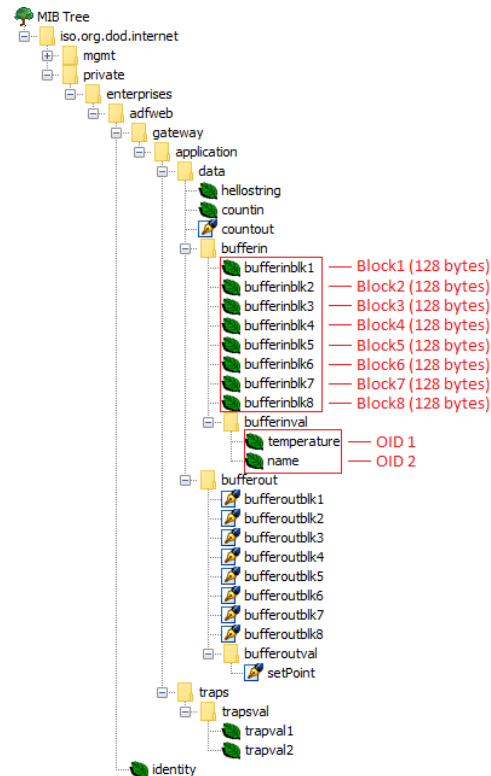 MIB Tree
iso.org.dod.internet
mgmt
private
enterprises
adfweb
gateway
application
data
hellostring
countin
countout
bufferin
bufferinblk1 Block1 (128 bytes)
bufferinblk2 Block2 (128 bytes)
bufferinblk3 Block3 (128 bytes)
bufferinblk4 Block4 (128 bytes)
bufferinblk5 Block5 (128 bytes)
bufferinblk6 Block6 (128 bytes)
bufferinblk7 Block7 (128 bytes)
bufferinblk8 Block8 (128 bytes)
bufferinval
temperature OID 1
name OID 2
bufferout
bufferoutblk1
bufferoutblk2
bufferoutblk3
bufferoutblk4
bufferoutblk5
bufferoutblk6
bufferoutblk7
bufferoutblk8
bufferoutval
setPoint
traps
trapsval
trapval1
trapval2
identity